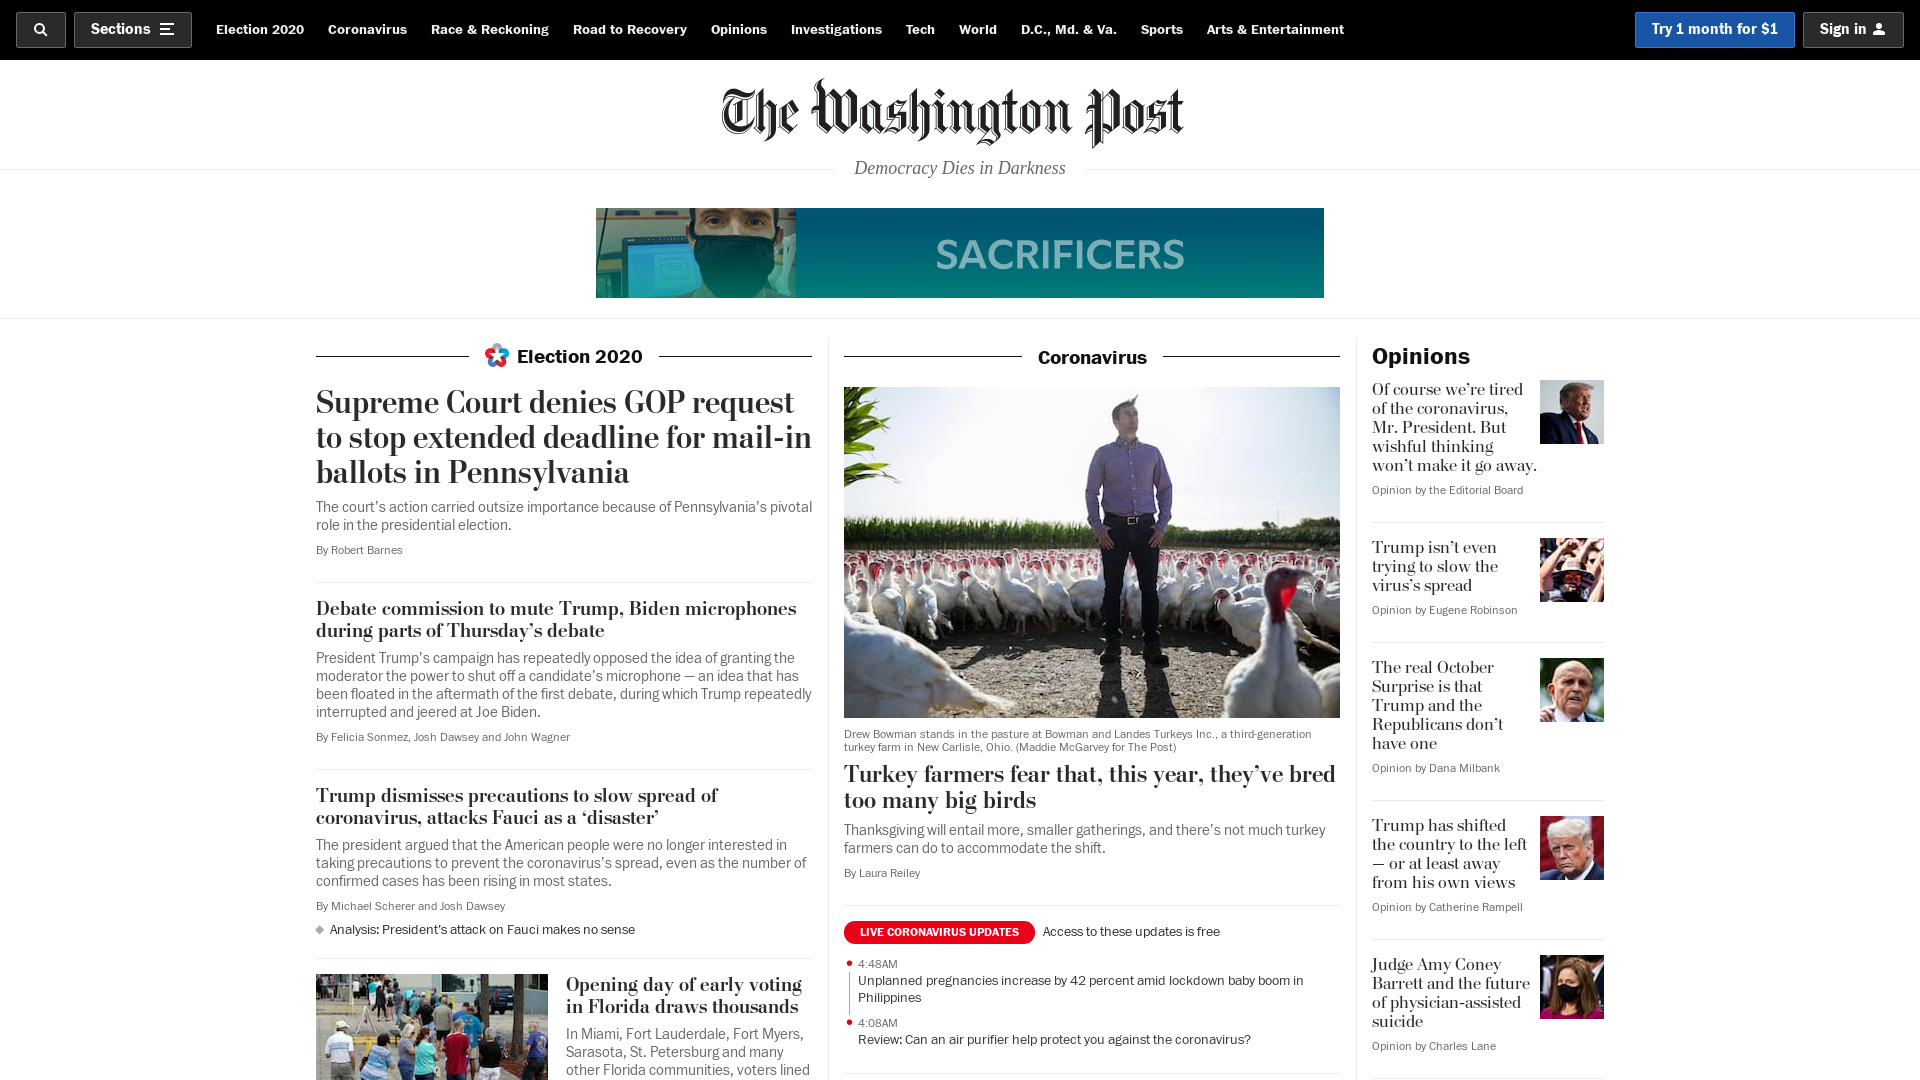 Sections
Election 2020
Coronavirus
Race & Reckoning
Road to Recovery
Opinions
Investigations
Tech
World
D.C., Md. & Va.
Sports
Arts & Entertainment
Try 1 month for $1
Sign in
The Washington Post
Democracy Dies in Darkness
SACRIFICERS
Election 2020
Supreme Court denies GOP request
to stop extended deadline for mail-in
ballots in Pennsylvania
The court's action carried outsize importance because of Pennsylvania's pivotal
role in the presidential election.
By Robert Barnes
Debate commission to mute Trump, Biden microphones
during parts of Thursday’s debate
President Trump's campaign has repeatedly opposed the idea of granting the
moderator the power to shut off a candidate's microphone — an idea that has
been floated in the aftermath of the first debate, during which Trump repeatedly
interrupted and jeered at Joe Biden.
By Felicia Sonmez, Josh Dawsey and John Wagner
Trump dismisses precautions to slow spread of
coronavirus, attacks Fauci as a ‘disaster’
The president argued that the American people were no longer interested in
taking precautions to prevent the coronavirus's spread, even as the number of
confirmed cases has been rising in most states.
By Michael Scherer and Josh Dawsey
Analysis: President's attack on Fauci makes no sense
Opening day of early voting
in Florida draws thousands
In Miami, Fort Lauderdale, Fort Myers,
Sarasota, St. Petersburg and many
other Florida communities, voters lined
Coronavirus
Drew Bowman stands in the pasture at Bowman and Landes Turkeys Inc., a third-generation
turkey farm in New Carlisle, Ohio. (Maddie McGarvey for The Post)
Turkey farmers fear that, this year, they’ve bred
too many big birds
Thanksgiving will entail more, smaller gatherings, and there's not much turkey
farmers can do to accommodate the shift.
By Laura Reiley
LIVE CORONAVIRUS UPDATES
Access to these updates is free
4:48AM
Unplanned pregnancies increase by 42 percent amid lockdown baby boom in
Philippines
4:08AM
Review: Can an air purifier help protect you against the coronavirus?
Opinions
Of course we’re tired
of the coronavirus,
Mr. President. But
wishful thinking
won’t make it go away.
Opinion by the Editorial Board
Trump isn’t even
trying to slow the
virus’s spread
Opinion by Eugene Robinson
The real October
Surprise is that
Trump and the
Republicans don’t
have one
Opinion by Dana Milbank
Trump has shifted
the country to the left
— or at least away
from his own views
Opinion by Catherine Rampell
Judge Amy Coney
Barrett and the future
of physician-assisted
suicide
Opinion by Charles Lane